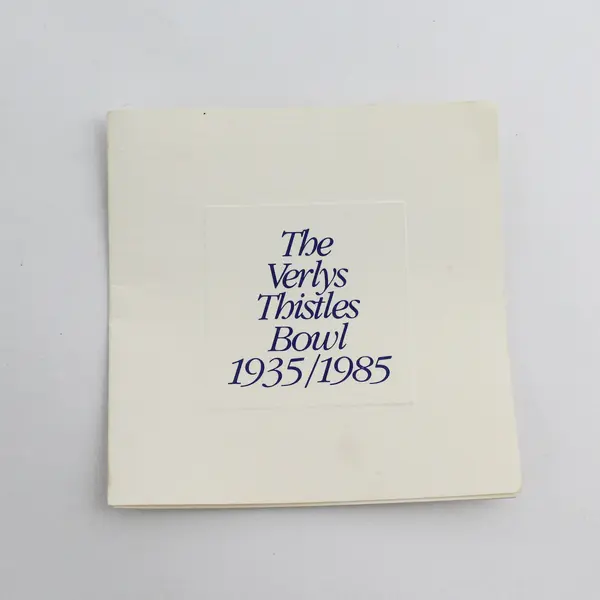 The
Verlys
Thistles
Bowl
1935/1985